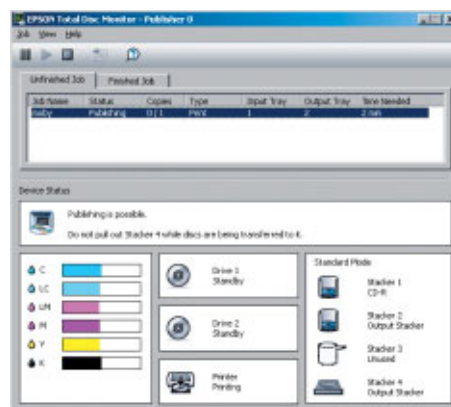 EPSON Total Disc Monitor - Publisher 0
Job View Help
Unfinished Job Finished Job
Job Name Status Copies Type Input Tray Output Tray Time Needed
Publishing 0 / 1 Print 1 2 2 min
Device Status
Publishing is possible.
Do not pull out Stacker 4 while discs are being transferred to it.
C
LC
LM
M
Y
K
Drive 1
Standby
Drive 2
Standby
Printer
Printing
Standard Mode
Stacker 1
CD-R
Stacker 2
Output Stacker
Stacker 3
Unused
Stacker 4
Output Stacker